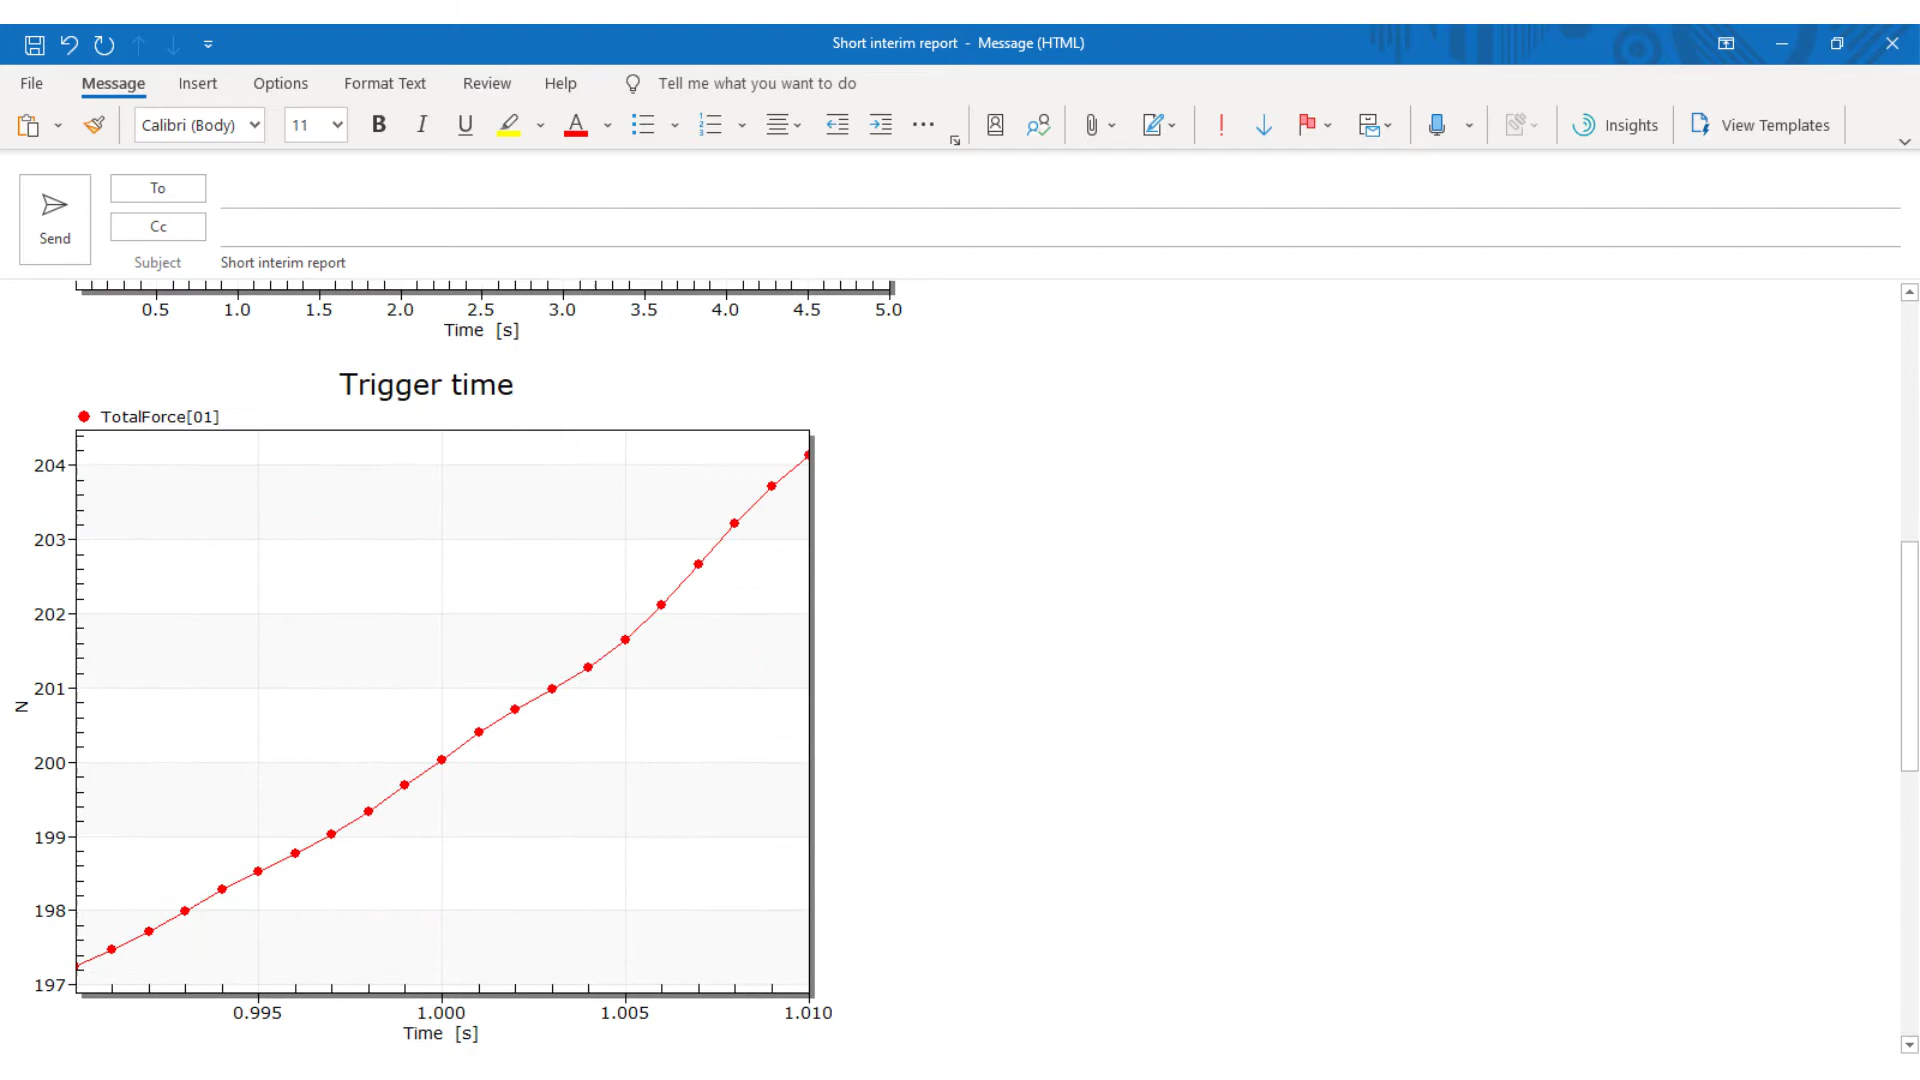 Short interim report - Message (HTML)
File Message Insert Options Format Text Review Help Tell me what you want to do
Calibri (Body) 11 B I U A Insights View Templates
To
Cc
Send
Subject Short interim report
0.5 1.0 1.5 2.0 2.5 3.0 3.5 4.0 4.5 5.0
Time [s]
Trigger time
TotalForce[01]
204
203
202
201
N
200
199
198
197
0.995 1.000 1.005 1.010
Time [s]